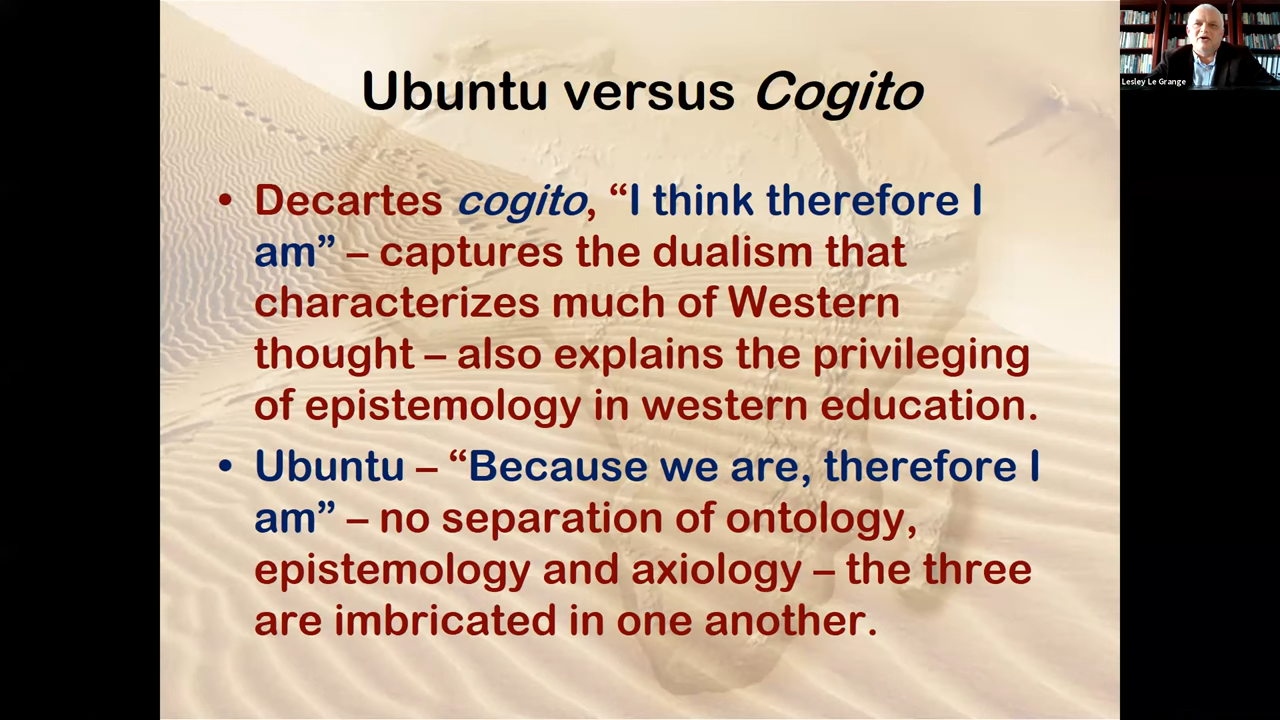 Ubuntu versus Cogito
• Decartes cogito, “I think therefore I
am” – captures the dualism that
characterizes much of Western
thought – also explains the privileging
of epistemology in western education.
• Ubuntu – “Because we are, therefore I
am” – no separation of ontology,
epistemology and axiology – the three
are imbricated in one another.
Lesley Le Grange